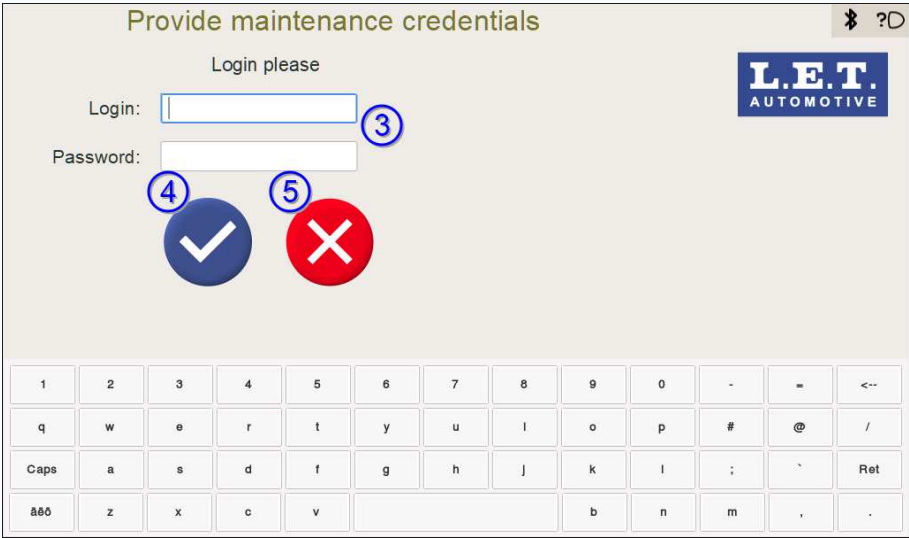 Provide maintenance credentials
?
Login please
L.E.T.
AUTOMOTIVE
Login:
3
Password:
4 5
1 2 3 4 5 6 7 8 9 0 - = <--
q w e r t y u I o p # @ /
Caps a s d f g h j k l ; ` Ret
âêô z x c v b n m , .